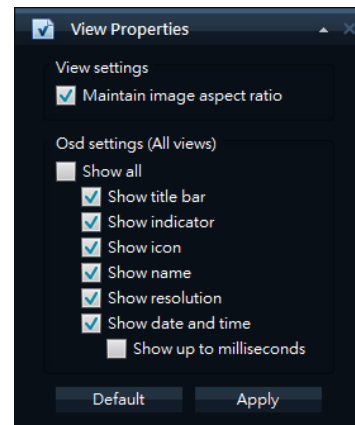 View Properties
View settings
Maintain image aspect ratio
Osd settings (All views)
Show all
Show title bar
Show indicator
Show icon
Show name
Show resolution
Show date and time
Show up to milliseconds
Default
Apply